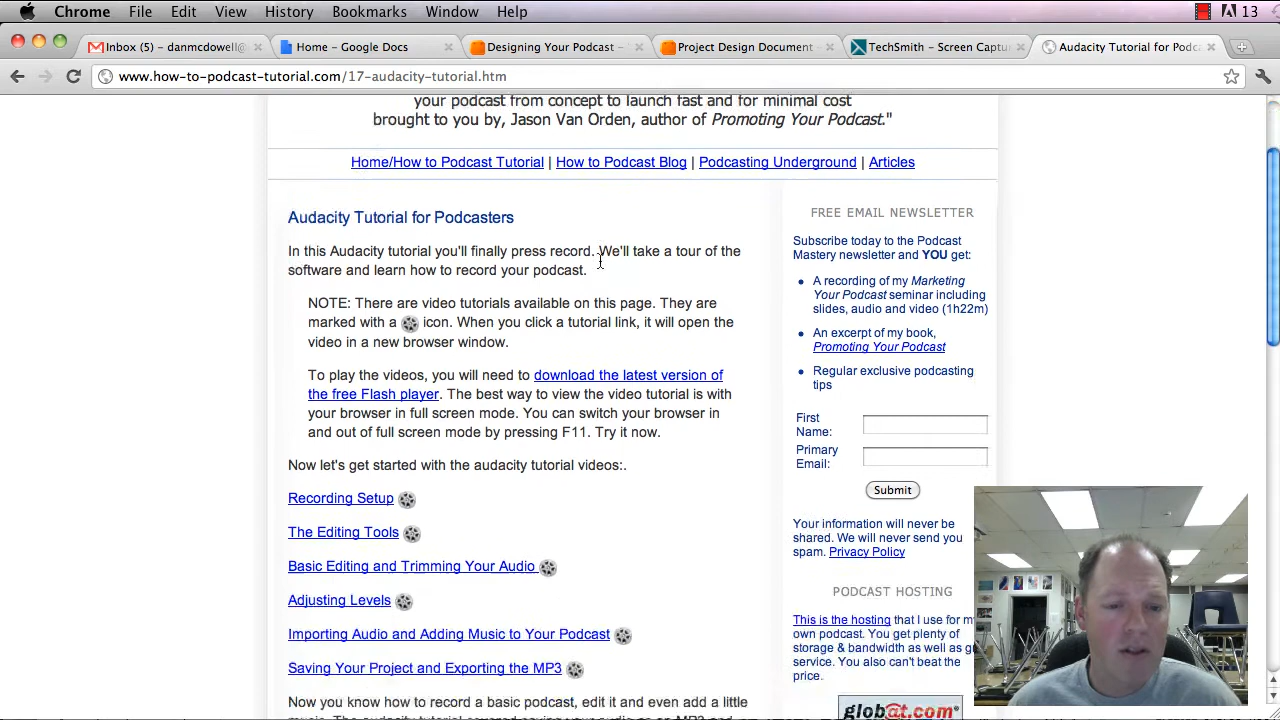 Chrome File Edit View History Bookmarks Window Help 13
Inbox (5) – danmcdowell@ Home – Google Docs Designing Your Podcast – Project Design Document TechSmith – Screen Captu Audacity Tutorial for Podc
www.how-to-podcast-tutorial.com/17-audacity-tutorial.htm
your podcast from concept to launch fast and for minimal cost
brought to you by, Jason Van Orden, author of Promoting Your Podcast."
Home/How to Podcast Tutorial | How to Podcast Blog | Podcasting Underground | Articles
Audacity Tutorial for Podcasters
In this Audacity tutorial you'll finally press record. We'll take a tour of the
software and learn how to record your podcast.
NOTE: There are video tutorials available on this page. They are
marked with a icon. When you click a tutorial link, it will open the
video in a new browser window.
To play the videos, you will need to download the latest version of
the free Flash player. The best way to view the video tutorial is with
your browser in full screen mode. You can switch your browser in
and out of full screen mode by pressing F11. Try it now.
Now let's get started with the audacity tutorial videos:.
Recording Setup
The Editing Tools
Basic Editing and Trimming Your Audio
Adjusting Levels
Importing Audio and Adding Music to Your Podcast
Saving Your Project and Exporting the MP3
Now you know how to record a basic podcast, edit it and even add a little
FREE EMAIL NEWSLETTER
Subscribe today to the Podcast
Mastery newsletter and YOU get:
A recording of my Marketing
Your Podcast seminar including
slides, audio and video (1h22m)
An excerpt of my book,
Promoting Your Podcast
Regular exclusive podcasting
tips
First
Name:
Primary
Email:
Submit
Your information will never be
shared. We will never send you
spam. Privacy Policy
PODCAST HOSTING
This is the hosting that I use for m
own podcast. You get plenty of
storage & bandwidth as well as g
service. You also can't beat the
price.
glob@t.com